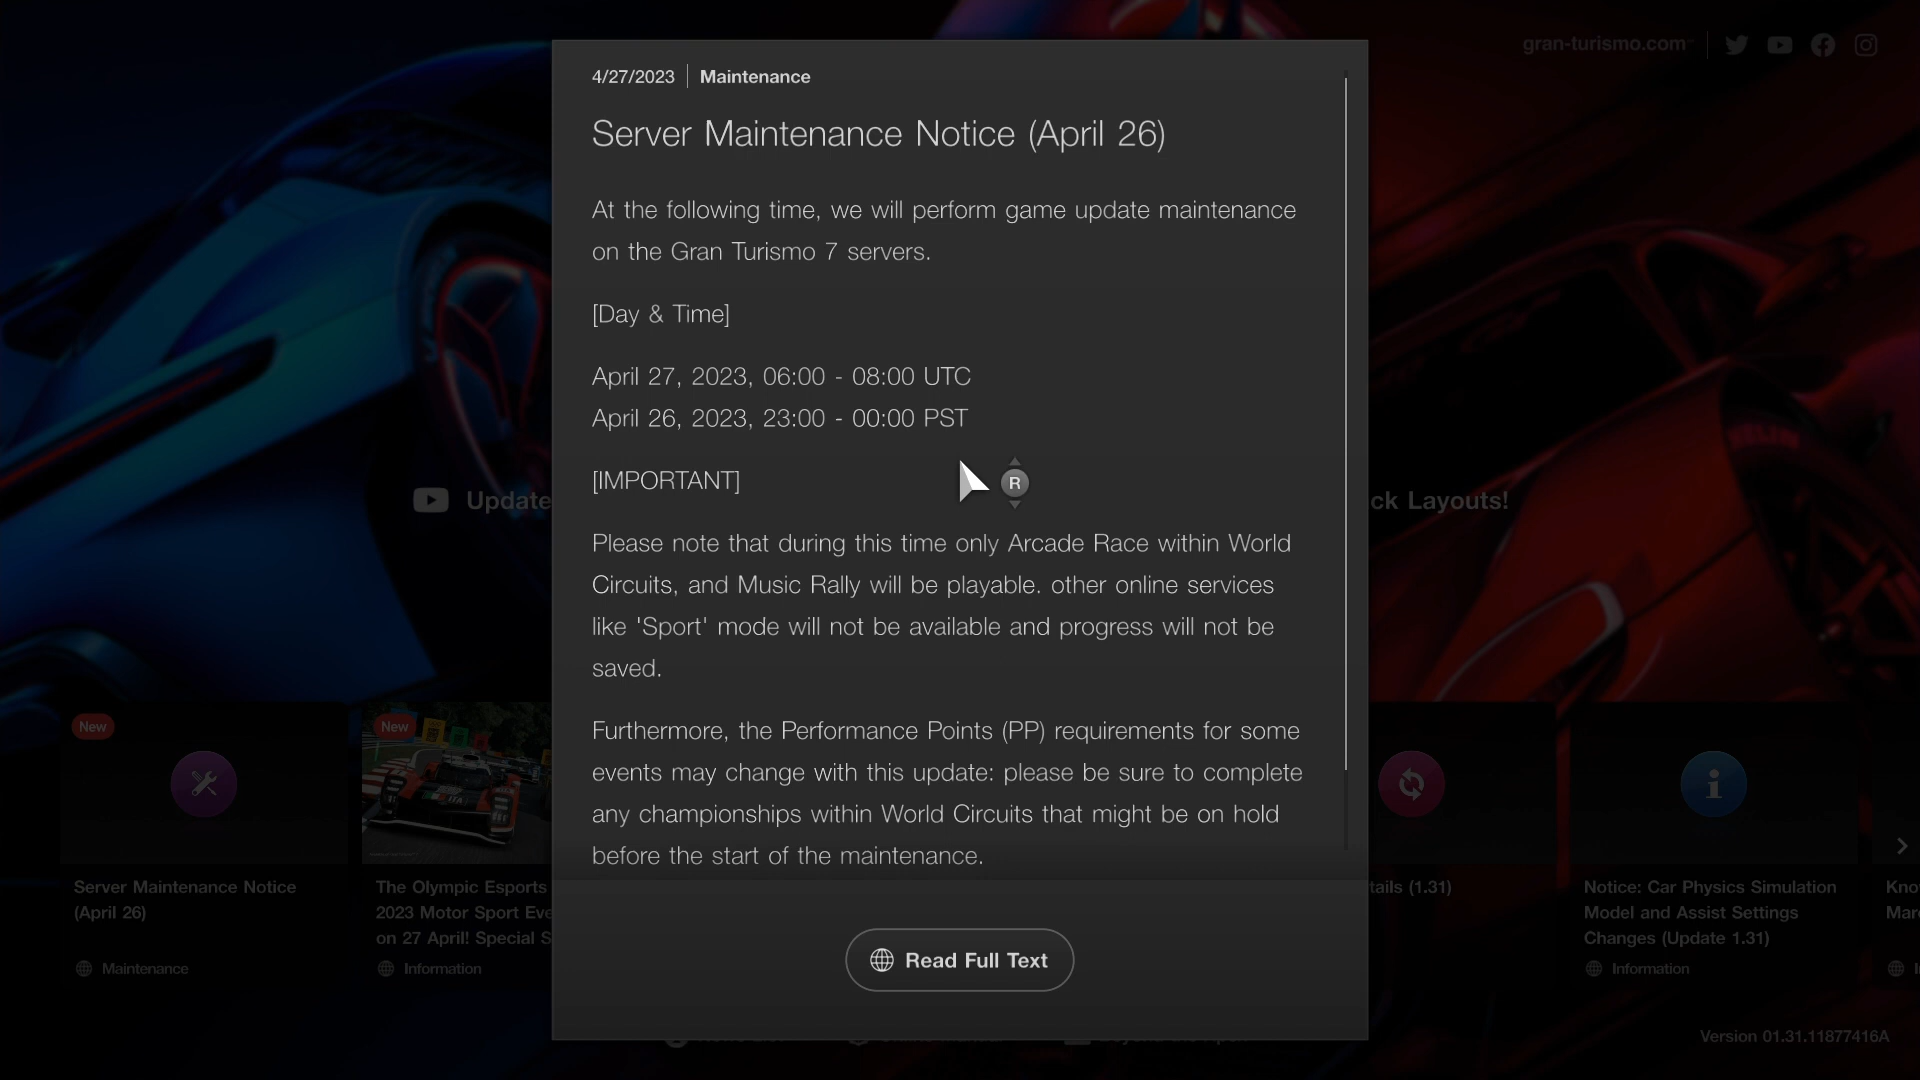 gran-turismo.com
4/27/2023 | Maintenance
Server Maintenance Notice (April 26)
At the following time, we will perform game update maintenance
on the Gran Turismo 7 servers.
[Day & Time]
April 27, 2023, 06:00 - 08:00 UTC
April 26, 2023, 23:00 - 00:00 PST
[IMPORTANT]
R
Update
ck Layouts!
Please note that during this time only Arcade Race within World
Circuits, and Music Rally will be playable. other online services
like 'Sport' mode will not be available and progress will not be
saved.
Furthermore, the Performance Points (PP) requirements for some
events may change with this update: please be sure to complete
any championships within World Circuits that might be on hold
before the start of the maintenance.
Read Full Text
New
Server Maintenance Notice
(April 26)
Maintenance
New
The Olympic Esports
2023 Motor Sport Eve
on 27 April! Special S
Information
tails (1.31)
Notice: Car Physics Simulation
Model and Assist Settings
Changes (Update 1.31)
Information
Kno
Mar
Version 01.31.11877416A